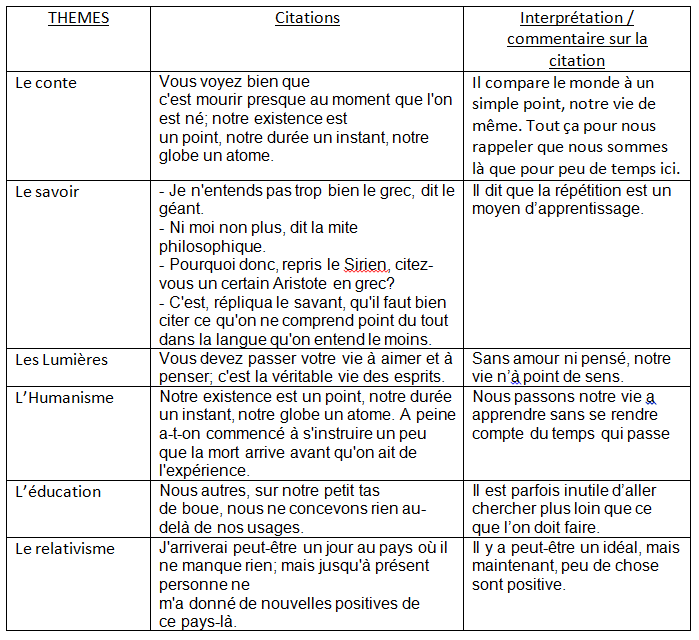 THEMES
Citations
Interprétation /
commentaire sur la
citation
Le conte
Vous voyez bien que
c'est mourir presque au moment que l'on
est né; notre existence est
un point, notre durée un instant, notre
globe un atome.
Il compare le monde à un
simple point, notre vie de
même. Tout ça pour nous
rappeler que nous sommes
là que pour peu de temps ici.
Le savoir
- Je n'entends pas trop bien le grec, dit le
géant.
- Ni moi non plus, dit la mite
philosophique.
- Pourquoi donc, repris le Sirien, citez-
vous un certain Aristote en grec?
- C'est, répliqua le savant, qu'il faut bien
citer ce qu'on ne comprend point du tout
dans la langue qu'on entend le moins.
Il dit que la répétition est un
moyen d’apprentissage.
Les Lumières
Vous devez passer votre vie à aimer et à
penser; c'est la véritable vie des esprits.
Sans amour ni pensé, notre
vie n’à point de sens.
L’Humanisme
Notre existence est un point, notre durée
un instant, notre globe un atome. A peine
a-t-on commencé à s'instruire un peu
que la mort arrive avant qu'on ait de
l'expérience.
Nous passons notre vie a
apprendre sans se rendre
compte du temps qui passe
L’éducation
Nous autres, sur notre petit tas
de boue, nous ne concevons rien au-
delà de nos usages.
Il est parfois inutile d’aller
chercher plus loin que ce
que l’on doit faire.
Le relativisme
J'arriverai peut-être un jour au pays où il
ne manque rien; mais jusqu'à présent
personne ne
m'a donné de nouvelles positives de
ce pays-là.
Il y a peut-être un idéal, mais
maintenant, peu de chose
sont positive.